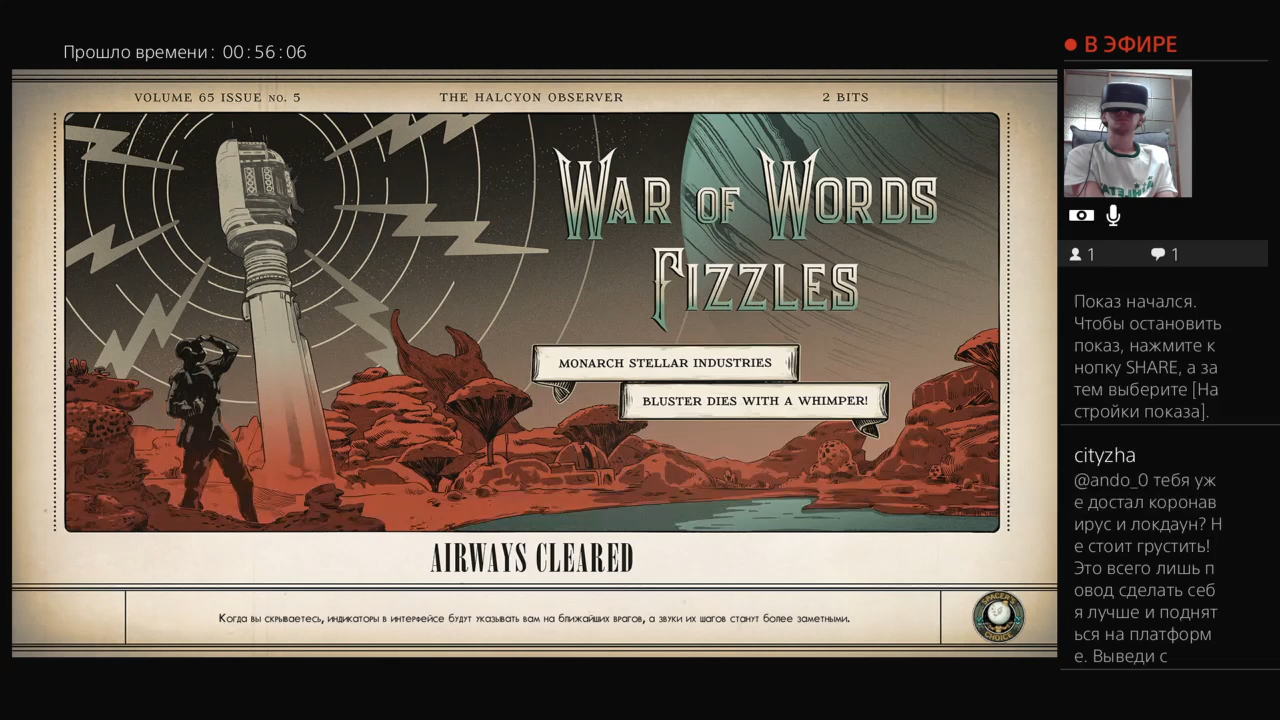 Прошло времени: 00:56:06
В ЭФИРЕ
VOLUME 65 ISSUE NO. 5
THE HALCYON OBSERVER
2 BITS
WAR OF WORDS
FIZZLES
MONARCH STELLAR INDUSTRIES
BLUSTER DIES WITH A WHIMPER!
AIRWAYS CLEARED
Когда вы скрываетесь, индикаторы в интерфейсе будут указывать вам на ближайших врагов, а звуки их шагов станут более заметными.
SPACER'S
CHOICE
1
1
Показ начался.
Чтобы остановить
показ, нажмите к
нопку SHARE, а за
тем выберите [На
стройки показа].
cityzha
@ando_0 тебя уж
е достал коронав
ирус и локдаун? Н
е стоит грустить!
Это всего лишь п
овод сделать себ
я лучше и поднят
ься на платформ
е. Выведи с